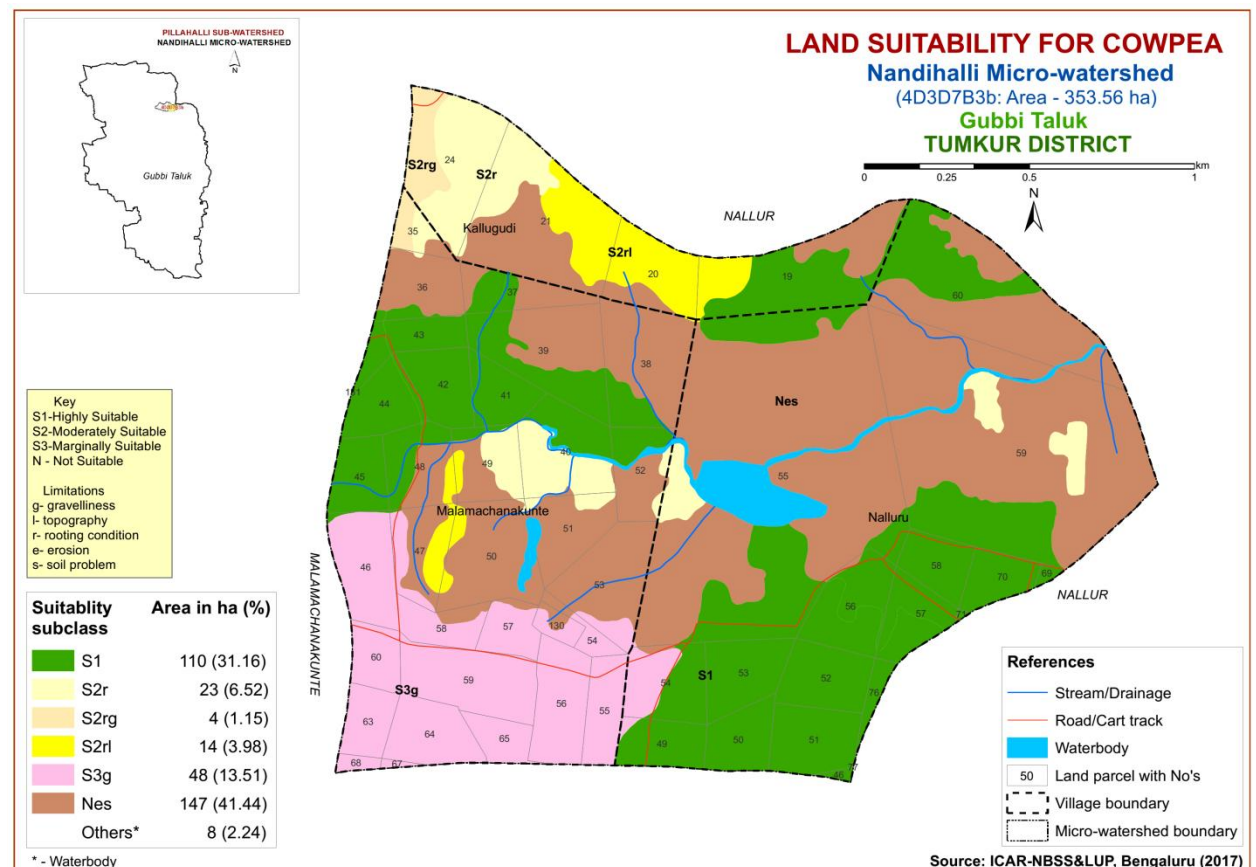 PILLAHALLI SUB-WATERSHED
NANDIHALLI MICRO-WATERSHED
N
Gubbi Taluk
LAND SUITABILITY FOR COWPEA
Nandihalli Micro-watershed
(4D3D7B3b: Area - 353.56 ha)
Gubbi Taluk
TUMKUR DISTRICT
km
0 0.25 0.5 1
N
NALLUR
S2rg
24
S2r
35
Kallugudi
21
S2rl
20
19
60
36
37
43
39
38
42
41
44
Nes
45
48
49
40
52
55
59
Malamachanakunte
51
Nalluru
47
50
53
46
58
70
69
NALLUR
56
57
71
MALAMACHANAKUNTE
58
57
130
54
60
59
S3g
54
S1
53
52
76
56
55
63
64
65
49
50
51
68
67
46
Key
S1-Highly Suitable
S2-Moderately Suitable
S3-Marginally Suitable
N - Not Suitable
Limitations
g- gravelliness
l- topography
r- rooting condition
e- erosion
s- soil problem
Suitablity subclass
Area in ha (%)
S1 110 (31.16)
S2r 23 (6.52)
S2rg 4 (1.15)
S2rl 14 (3.98)
S3g 48 (13.51)
Nes 147 (41.44)
Others* 8 (2.24)
* - Waterbody
References
Stream/Drainage
Road/Cart track
Waterbody
50 Land parcel with No's
Village boundary
Micro-watershed boundary
Source: ICAR-NBSS&LUP, Bengaluru (2017)